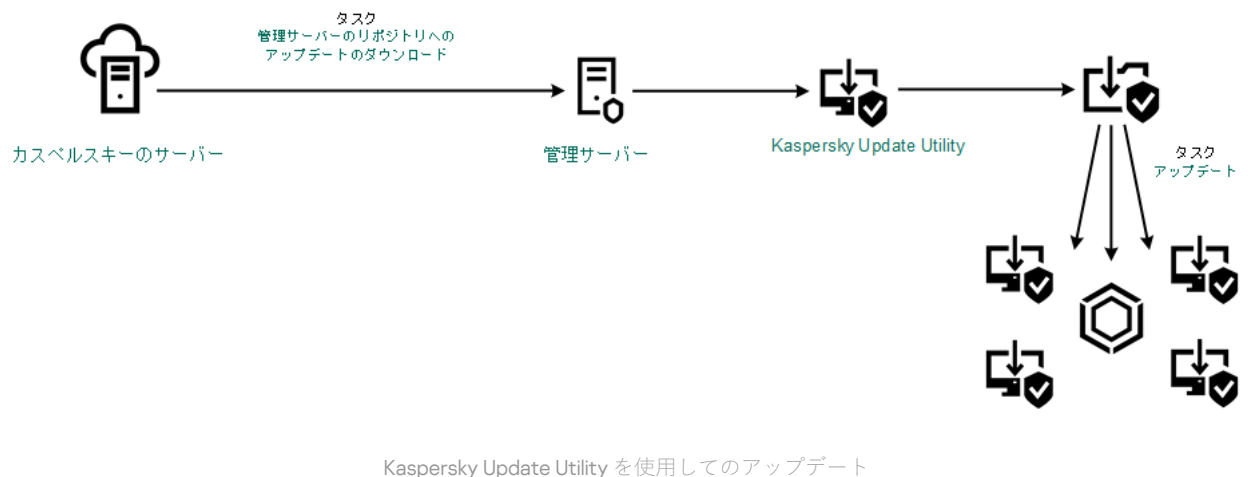 タスク
管理サーバーのリポジトリへの
アップデートのダウンロード
カスペルスキーのサーバー
管理サーバー
Kaspersky Update Utility
タスク
アップデート
Kaspersky Update Utility を使用してのアップデート